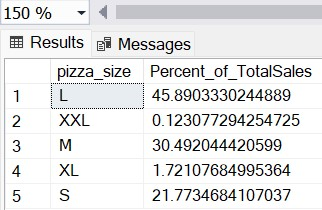 150 %
Results Messages
pizza_size Percent_of_TotalSales
1 L 45.8903330244889
2 XXL 0.123077294254725
3 M 30.492044420599
4 XL 1.72107684995364
5 S 21.7734684107037